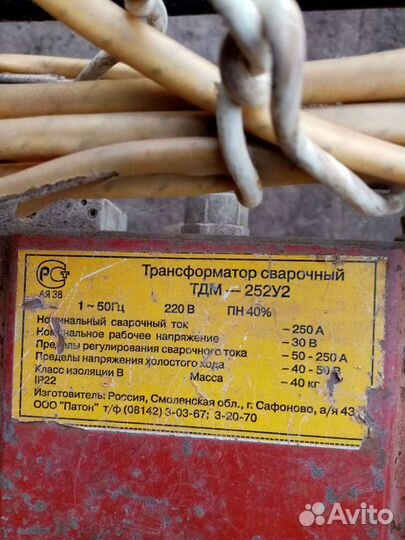 РСТ
АЯ 38
Трансформатор сварочный
ТДМ — 252У2
1 ~ 50Гц 220 В ПН 40%
Номинальный сварочный ток – 250 А
Номинальное рабочее напряжение – 30 В
Пределы регулирования сварочного тока – 50 - 250 А
Пределы напряжения холостого хода – 40 - 50 В
Класс изоляции В Масса – 40 кг
IP22
Изготовитель: Россия, Смоленская обл., г. Сафоново, а/я 43
ООО "Патон" т/ф (08142) 3-03-67; 3-20-70
Avito